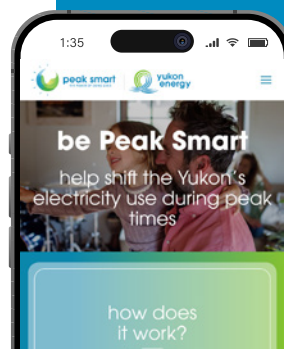 1:35
peak smart
yukon
energy
be Peak Smart
help shift the Yukon's
electricity use during peak
times
how does
it work?